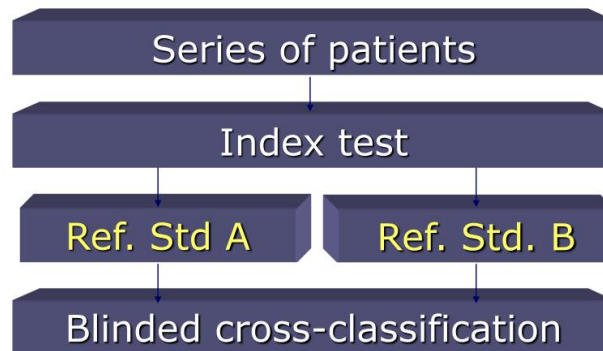 Series of patients
Index test
Ref. Std A
Ref. Std. B
Blinded cross-classification